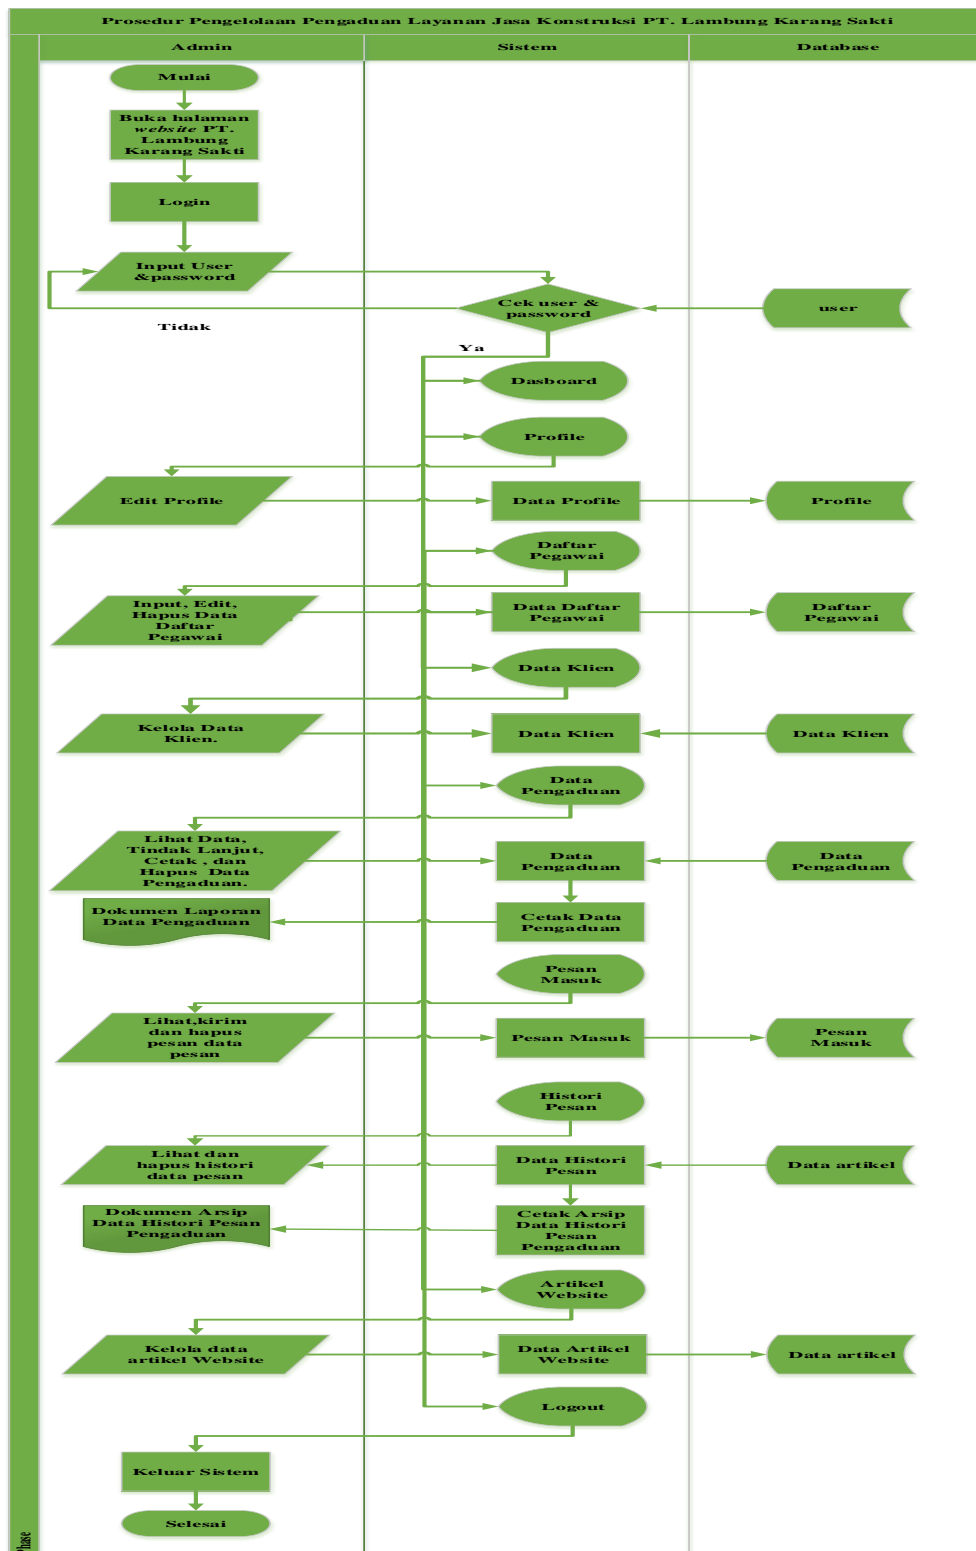 Prosedur Pengelolaan Pengaduan Layanan Jasa Konstruksi PT. Lambung Karang Sakti
Admin
Sistem
Database
Mulai
Buka halaman
website PT.
Lambung
Karang Sakti
Login
Input User
&password
Cek user &
password
user
Tidak
Ya
Dasboard
Profile
Edit Profile
Data Profile
Profile
Daftar
Pegawai
Input, Edit,
Hapus Data
Daftar
Pegawai
Data Daftar
Pegawai
Daftar
Pegawai
Data Klien
Kelola Data
Klien.
Data Klien
Data Klien
Data
Pengaduan
Lihat Data,
Tindak Lanjut,
Cetak , dan
Hapus Data
Pengaduan.
Data
Pengaduan
Data
Pengaduan
Dokumen Laporan
Data Pengaduan
Cetak Data
Pengaduan
Pesan
Masuk
Lihat,kirim
dan hapus
pesan data
pesan
Pesan Masuk
Pesan
Masuk
Histori
Pesan
Lihat dan
hapus histori
data pesan
Data Histori
Pesan
Data artikel
Dokumen Arsip
Data Histori Pesan
Pengaduan
Cetak Arsip
Data Histori
Pesan
Pengaduan
Artikel
Website
Kelola data
artikel Website
Data Artikel
Website
Data artikel
Logout
Keluar Sistem
Selesai
Phase